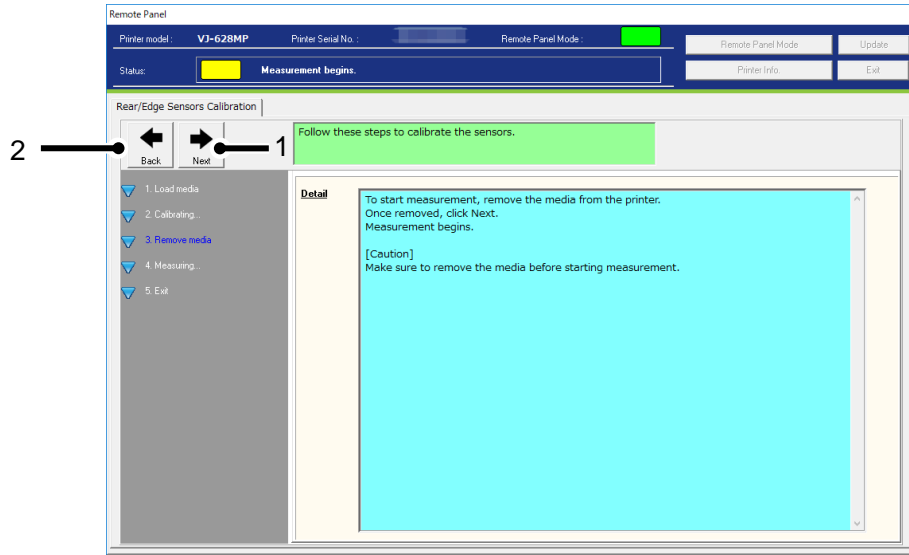 Remote Panel
Printer model : VJ-628MP Printer Serial No. : Remote Panel Mode :
Remote Panel Mode Update
Status: Measurement begins.
Printer Info. Exit
Rear/Edge Sensors Calibration
Follow these steps to calibrate the sensors.
2 Back Next 1
1. Load media
2. Calibrating...
3. Remove media
4. Measuring...
5. Exit
Detail
To start measurement, remove the media from the printer.
Once removed, click Next.
Measurement begins.
[Caution]
Make sure to remove the media before starting measurement.